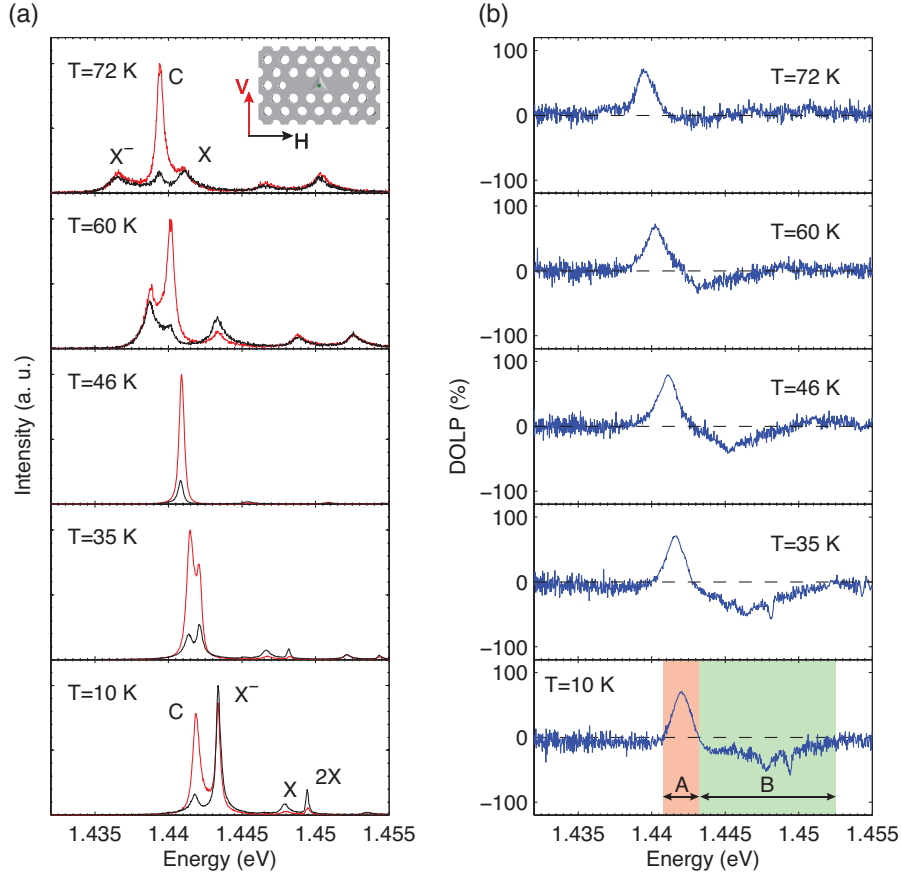 (a)
T=72 K
C
V
H
X⁻
X
T=60 K
T=46 K
T=35 K
T=10 K
C
X⁻
X
2X
Intensity (a. u.)
1.435 1.44 1.445 1.45 1.455
Energy (eV)
(b)
100
0
−100
T=72 K
100
0
−100
T=60 K
100
0
−100
T=46 K
100
0
−100
T=35 K
100
0
−100
T=10 K
A
B
DOLP (%)
1.435 1.44 1.445 1.45 1.455
Energy (eV)